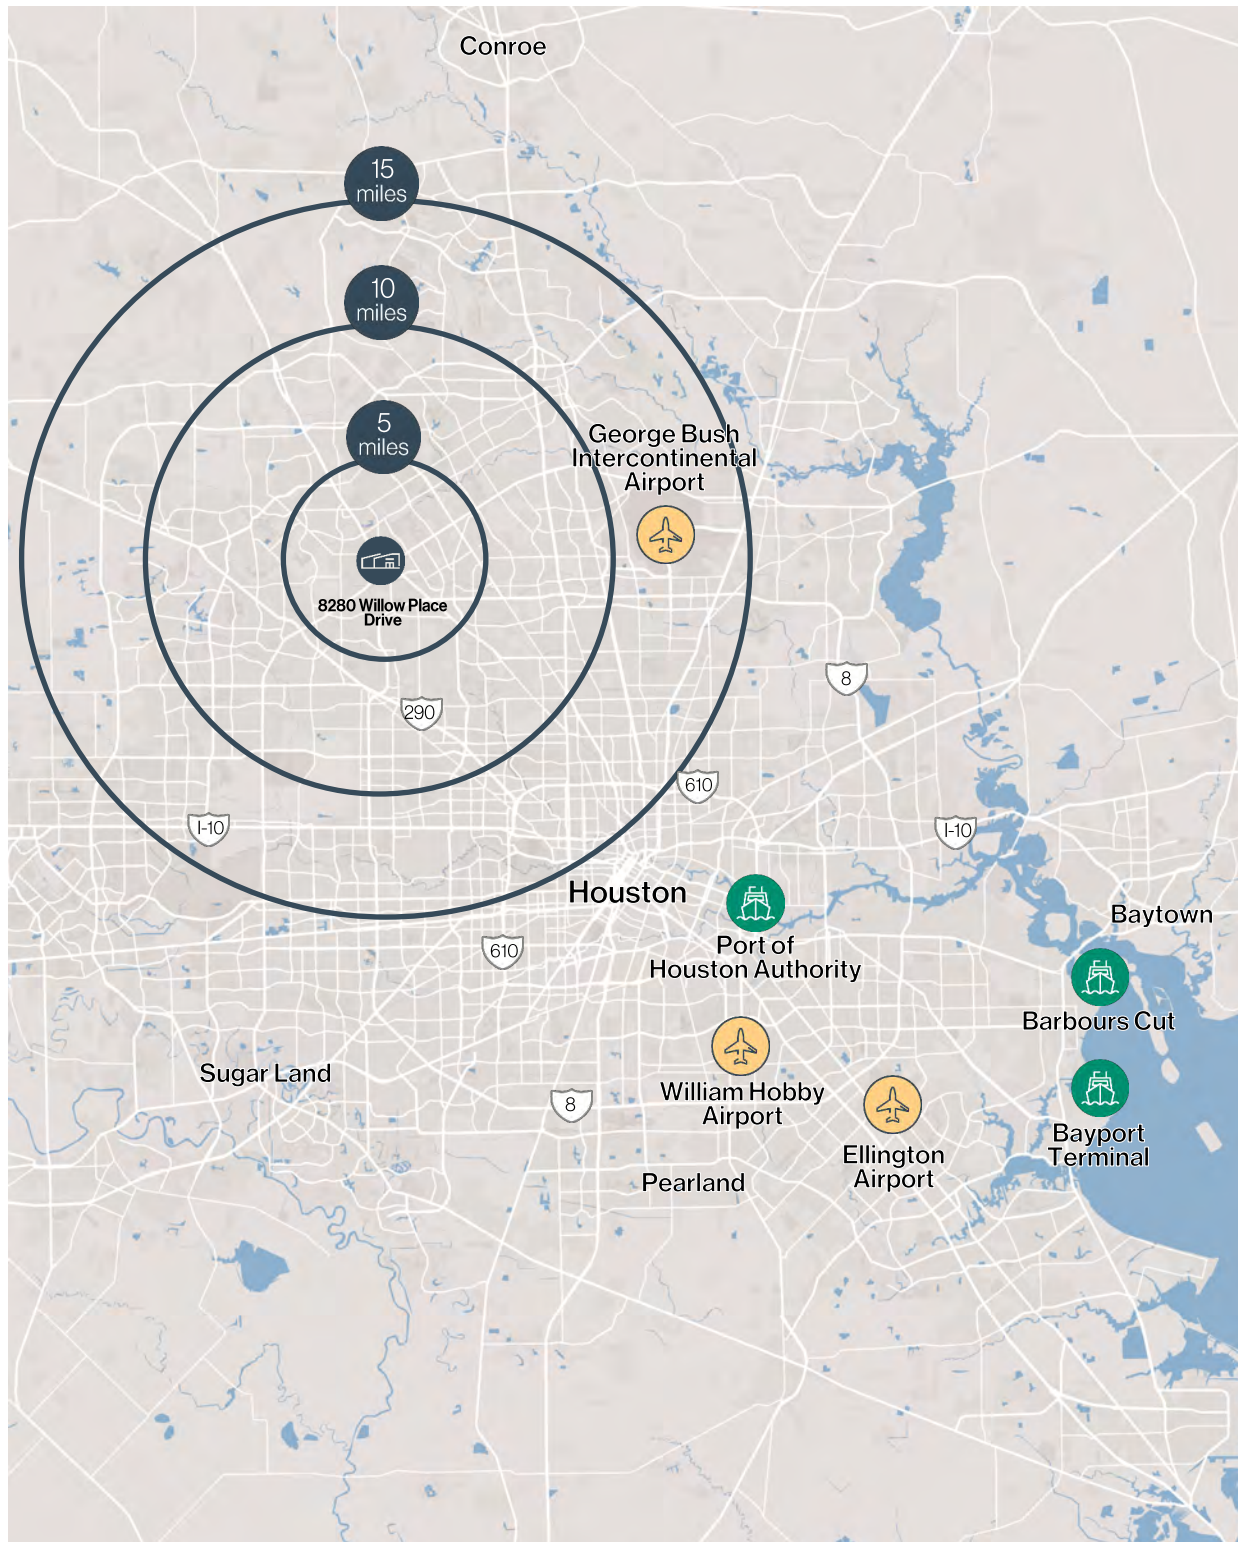 Conroe
15
miles
10
miles
5
miles
George Bush
Intercontinental
Airport
8280 Willow Place
Drive
8
290
610
I-10
I-10
Houston
Baytown
Port of
Houston Authority
610
Barbours Cut
Sugar Land
William Hobby
Airport
8
Bayport
Terminal
Ellington
Airport
Pearland